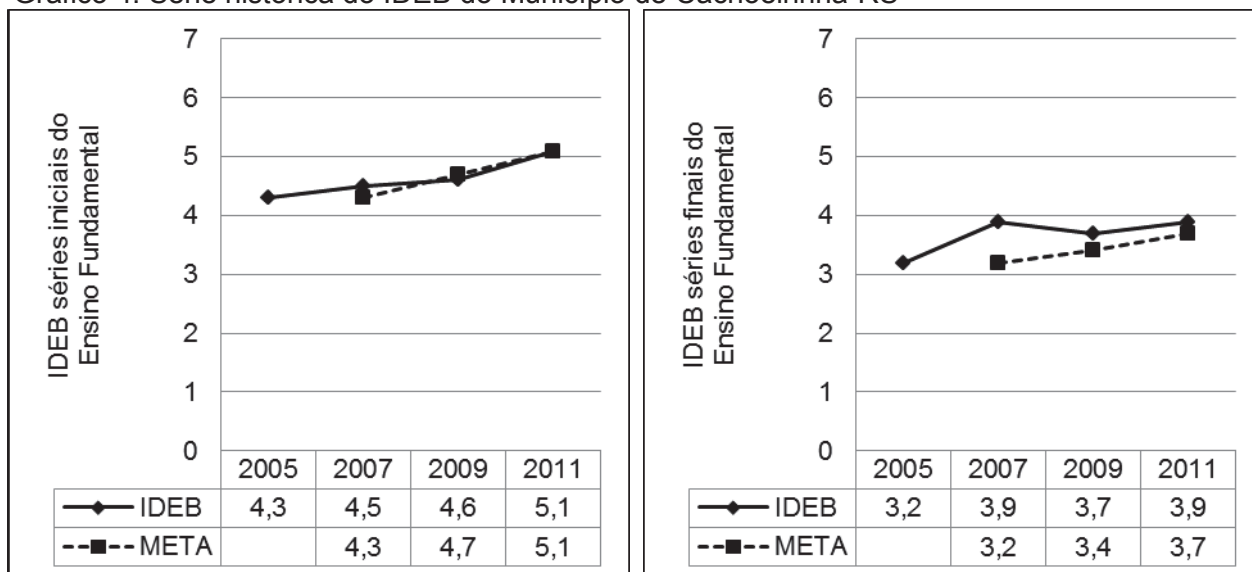 7
6
5
4
3
2
1
0
IDEB séries iniciais do
Ensino Fundamental
2005 2007 2009 2011
IDEB 4,3 4,5 4,6 5,1
META 4,3 4,7 5,1
7
6
5
4
3
2
1
0
IDEB séries finais do
Ensino Fundamental
2005 2007 2009 2011
IDEB 3,2 3,9 3,7 3,9
META 3,2 3,4 3,7